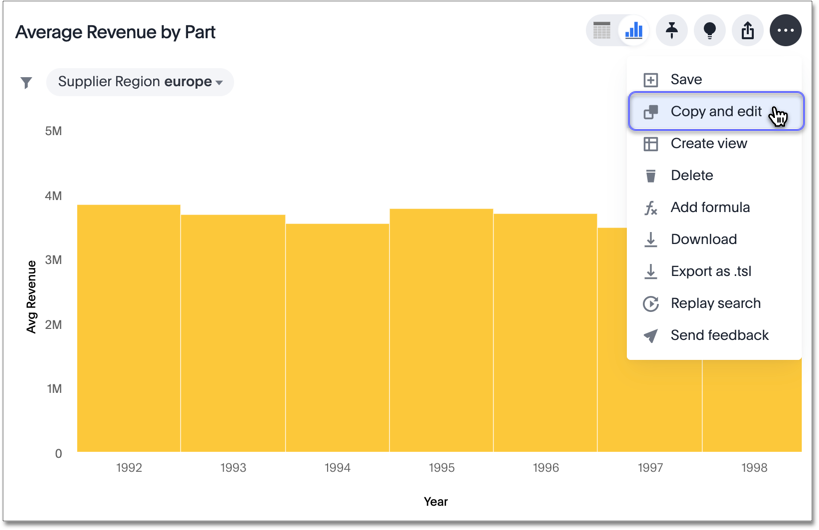 Average Revenue by Part
Supplier Region europe
Save
Copy and edit
Create view
Delete
Add formula
Download
Export as .tsl
Replay search
Send feedback
5M
4M
3M
2M
1M
0
Avg Revenue
1992 1993 1994 1995 1996 1997 1998
Year